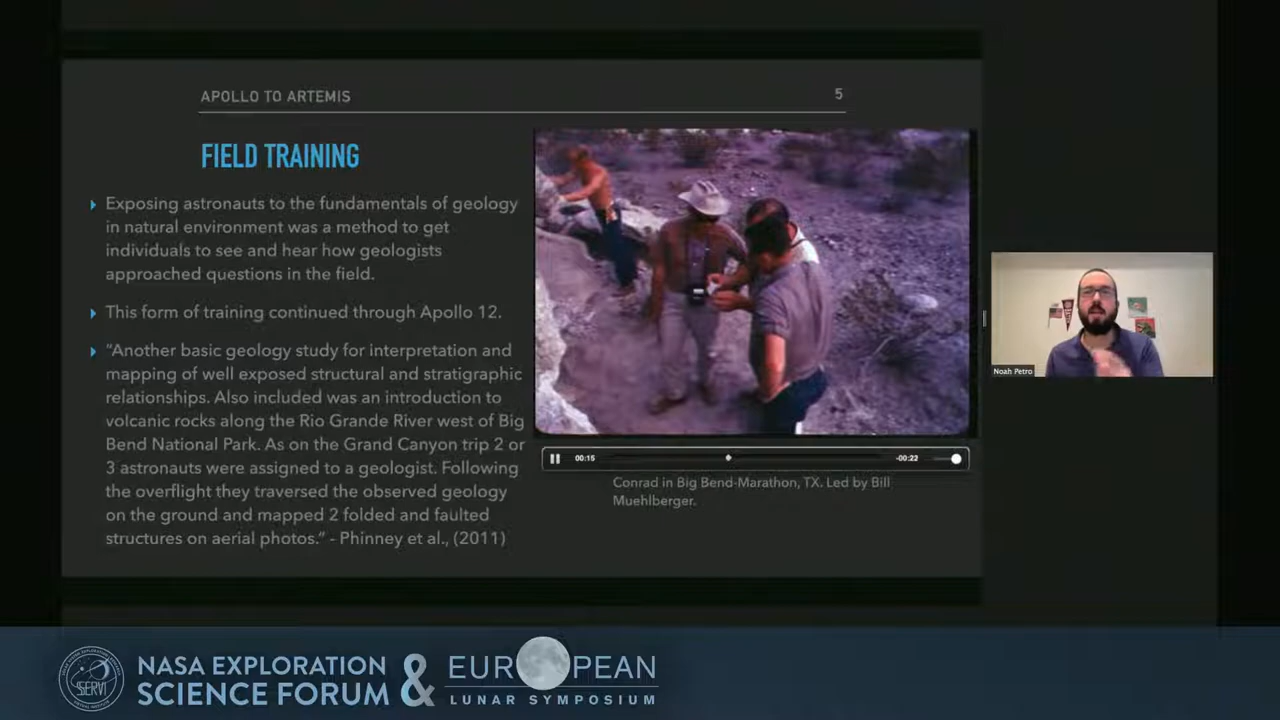 APOLLO TO ARTEMIS
5
FIELD TRAINING
Exposing astronauts to the fundamentals of geology
in natural environment was a method to get
individuals to see and hear how geologists
approached questions in the field.
This form of training continued through Apollo 12.
“Another basic geology study for interpretation and
mapping of well exposed structural and stratigraphic
relationships. Also included was an introduction to
volcanic rocks along the Rio Grande River west of Big
Bend National Park. As on the Grand Canyon trip 2 or
3 astronauts were assigned to a geologist. Following
the overflight they traversed the observed geology
on the ground and mapped 2 folded and faulted
structures on aerial photos.” - Phinney et al., (2011)
00:15
-00:22
Conrad in Big Bend-Marathon, TX. Led by Bill
Muehlberger.
Noah Petro
SSERVI
NASA EXPLORATION
SCIENCE FORUM
&
EUROPEAN
LUNAR SYMPOSIUM